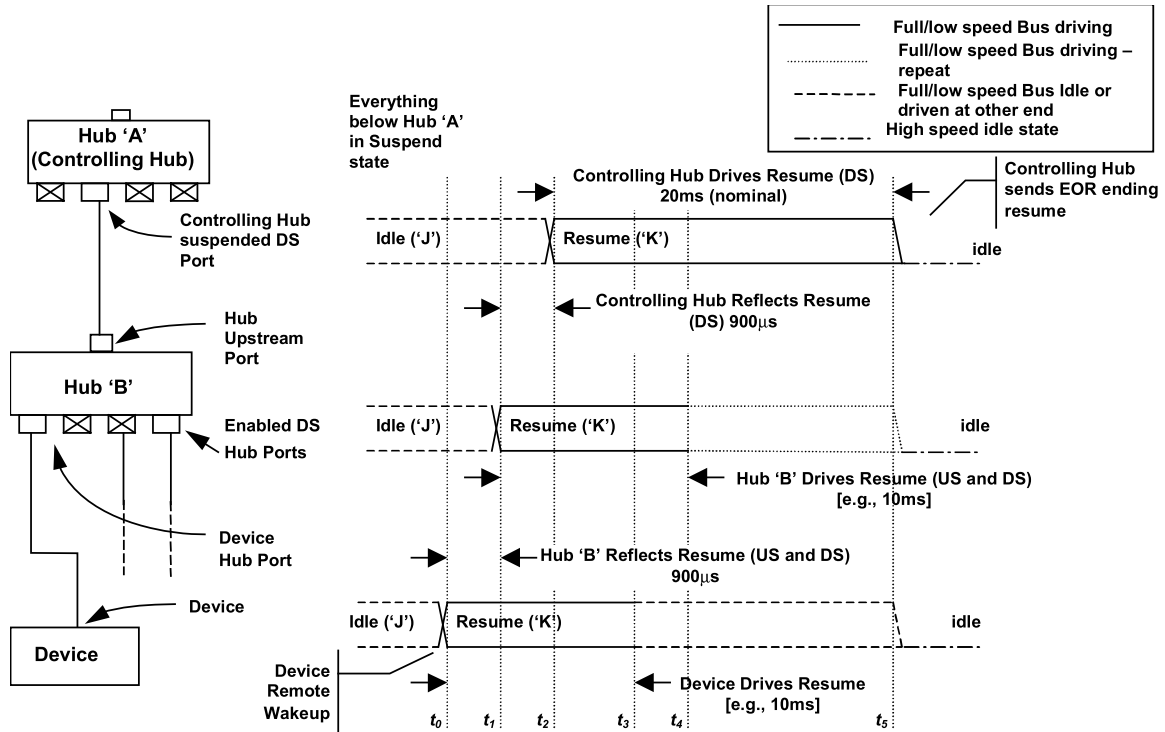 Full/low speed Bus driving
Full/low speed Bus driving –
repeat
Full/low speed Bus Idle or
driven at other end
High speed idle state
Everything
below Hub ‘A’
in Suspend
state
Hub ‘A’
(Controlling Hub)
Controlling Hub
suspended DS
Port
Controlling Hub Drives Resume (DS)
20ms (nominal)
Controlling Hub
sends EOR ending
resume
Idle (‘J’)
Resume (‘K’)
idle
Controlling Hub Reflects Resume
(DS) 900µs
Hub
Upstream
Port
Hub ‘B’
Enabled DS
Hub Ports
Idle (‘J’)
Resume (‘K’)
idle
Hub ‘B’ Drives Resume (US and DS)
[e.g., 10ms]
Device
Hub Port
Hub ‘B’ Reflects Resume (US and DS)
900µs
Device
Device
Idle (‘J’)
Resume (‘K’)
idle
Device
Remote
Wakeup
Device Drives Resume
[e.g., 10ms]
t0 t1 t2 t3 t4 t5